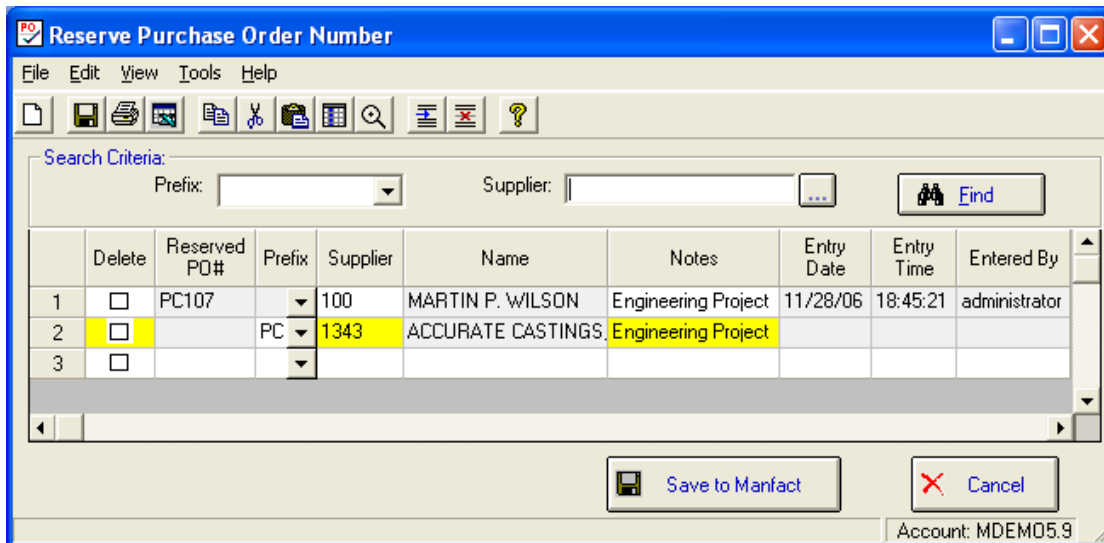 PO Reserve Purchase Order Number
File Edit View Tools Help
Search Criteria:
Prefix: Supplier: ... Find
Delete Reserved PO# Prefix Supplier Name Notes Entry Date Entry Time Entered By
1 PC107 100 MARTIN P. WILSON Engineering Project 11/28/06 18:45:21 administrator
2 PC 1343 ACCURATE CASTINGS, Engineering Project
3
Save to Manfact Cancel
Account: MDEMO5.9